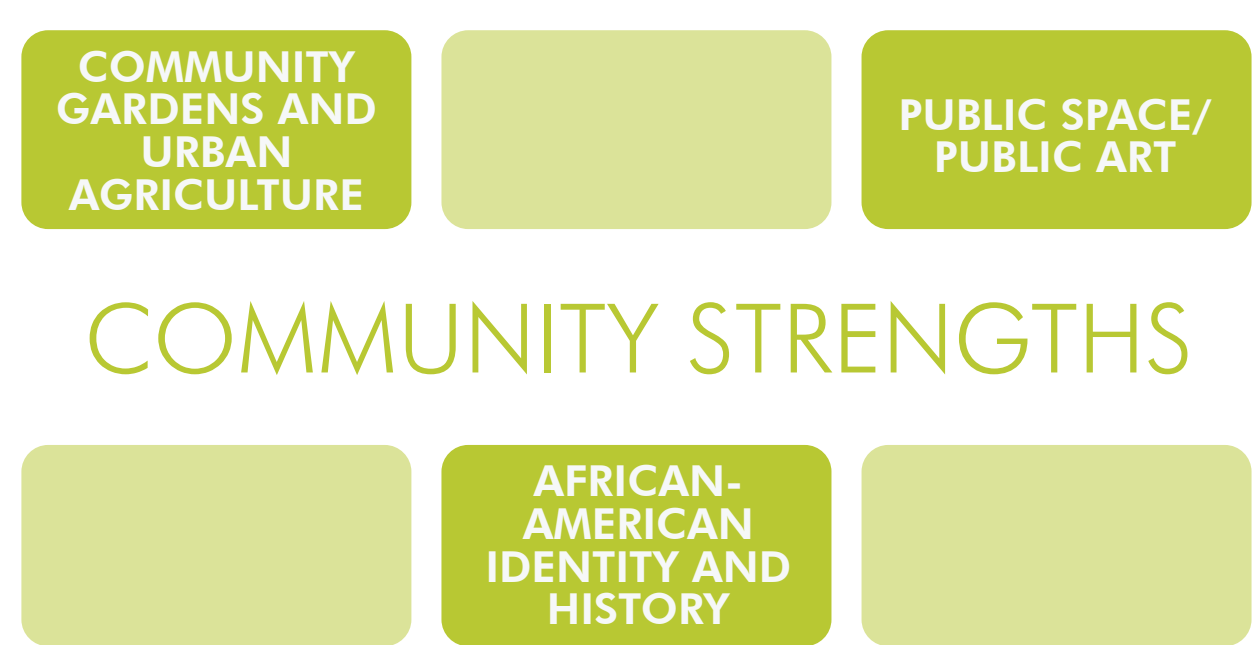 COMMUNITY
GARDENS AND
URBAN
AGRICULTURE
PUBLIC SPACE/
PUBLIC ART
COMMUNITY STRENGTHS
AFRICAN-
AMERICAN
IDENTITY AND
HISTORY